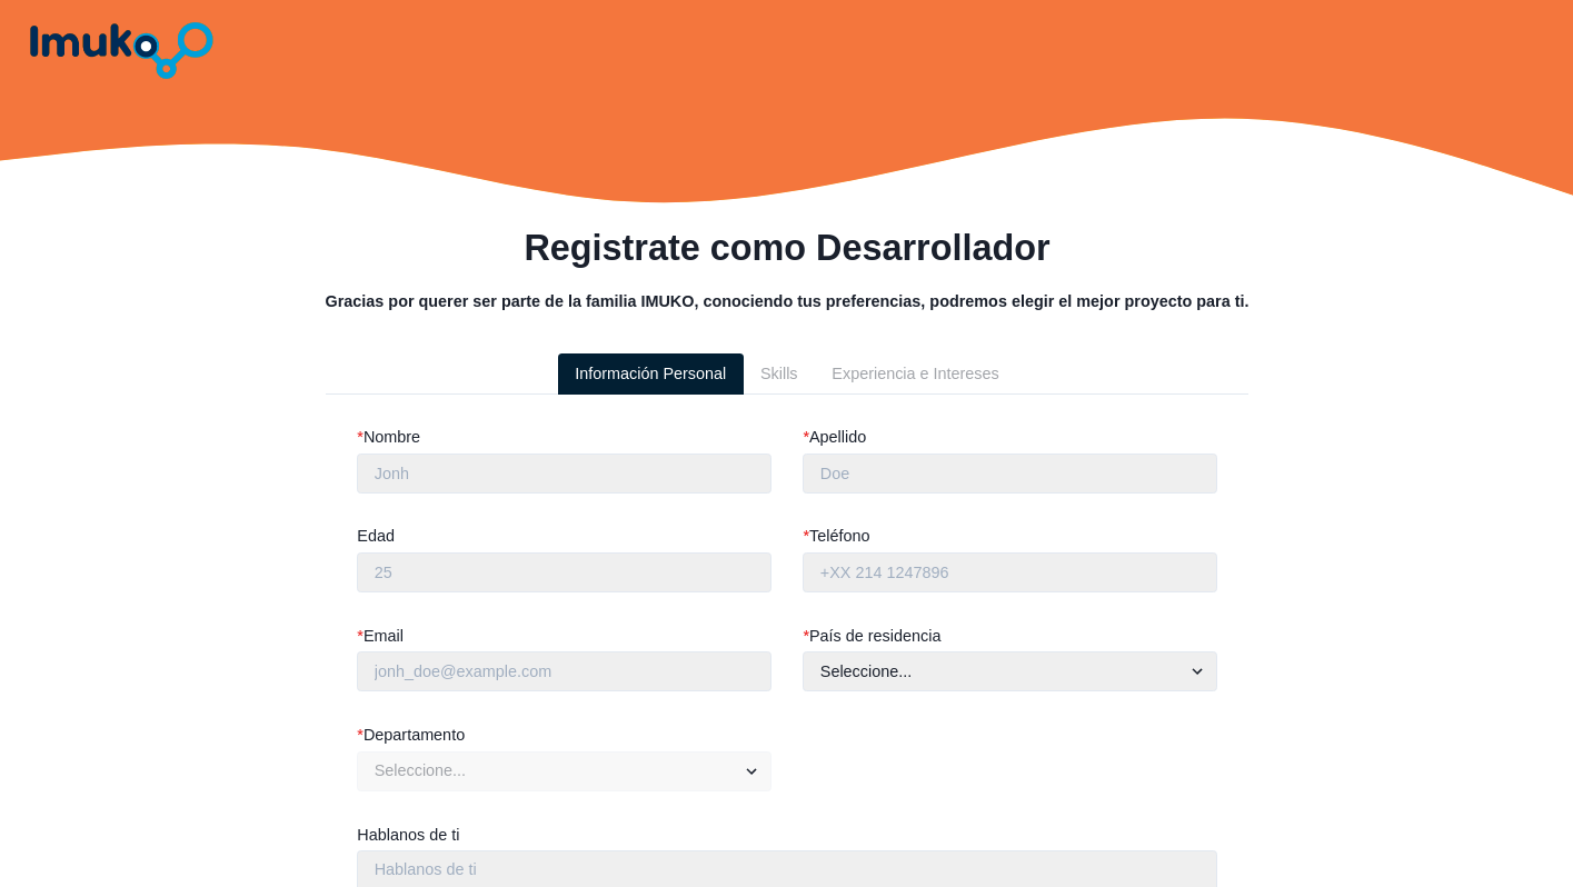 Imuko
Registrate como Desarrollador
Gracias por querer ser parte de la familia IMUKO, conociendo tus preferencias, podremos elegir el mejor proyecto para ti.
Información Personal Skills Experiencia e Intereses
*Nombre *Apellido
Jonh Doe
Edad *Teléfono
25 +XX 214 1247896
*Email *País de residencia
jonh_doe@example.com Seleccione...
*Departamento
Seleccione...
Hablanos de ti
Hablanos de ti